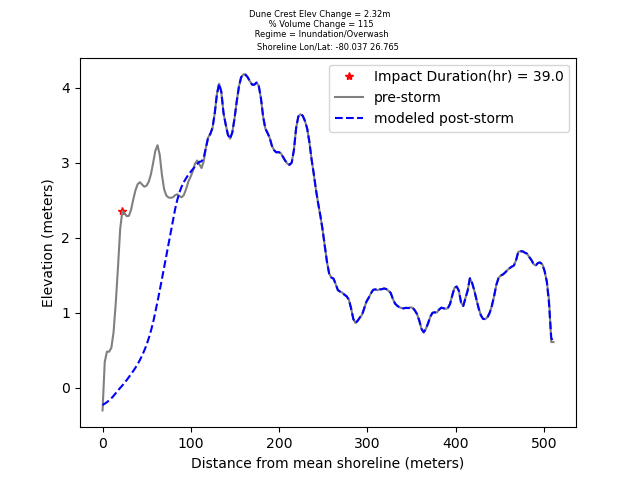 Dune Crest Elev Change = 2.32m
% Volume Change = 115
Regime = Inundation/Overwash
Shoreline Lon/Lat: -80.037 26.765
Impact Duration(hr) = 39.0
pre-storm
modeled post-storm
Elevation (meters)
4
3
2
1
0
0 100 200 300 400 500
Distance from mean shoreline (meters)